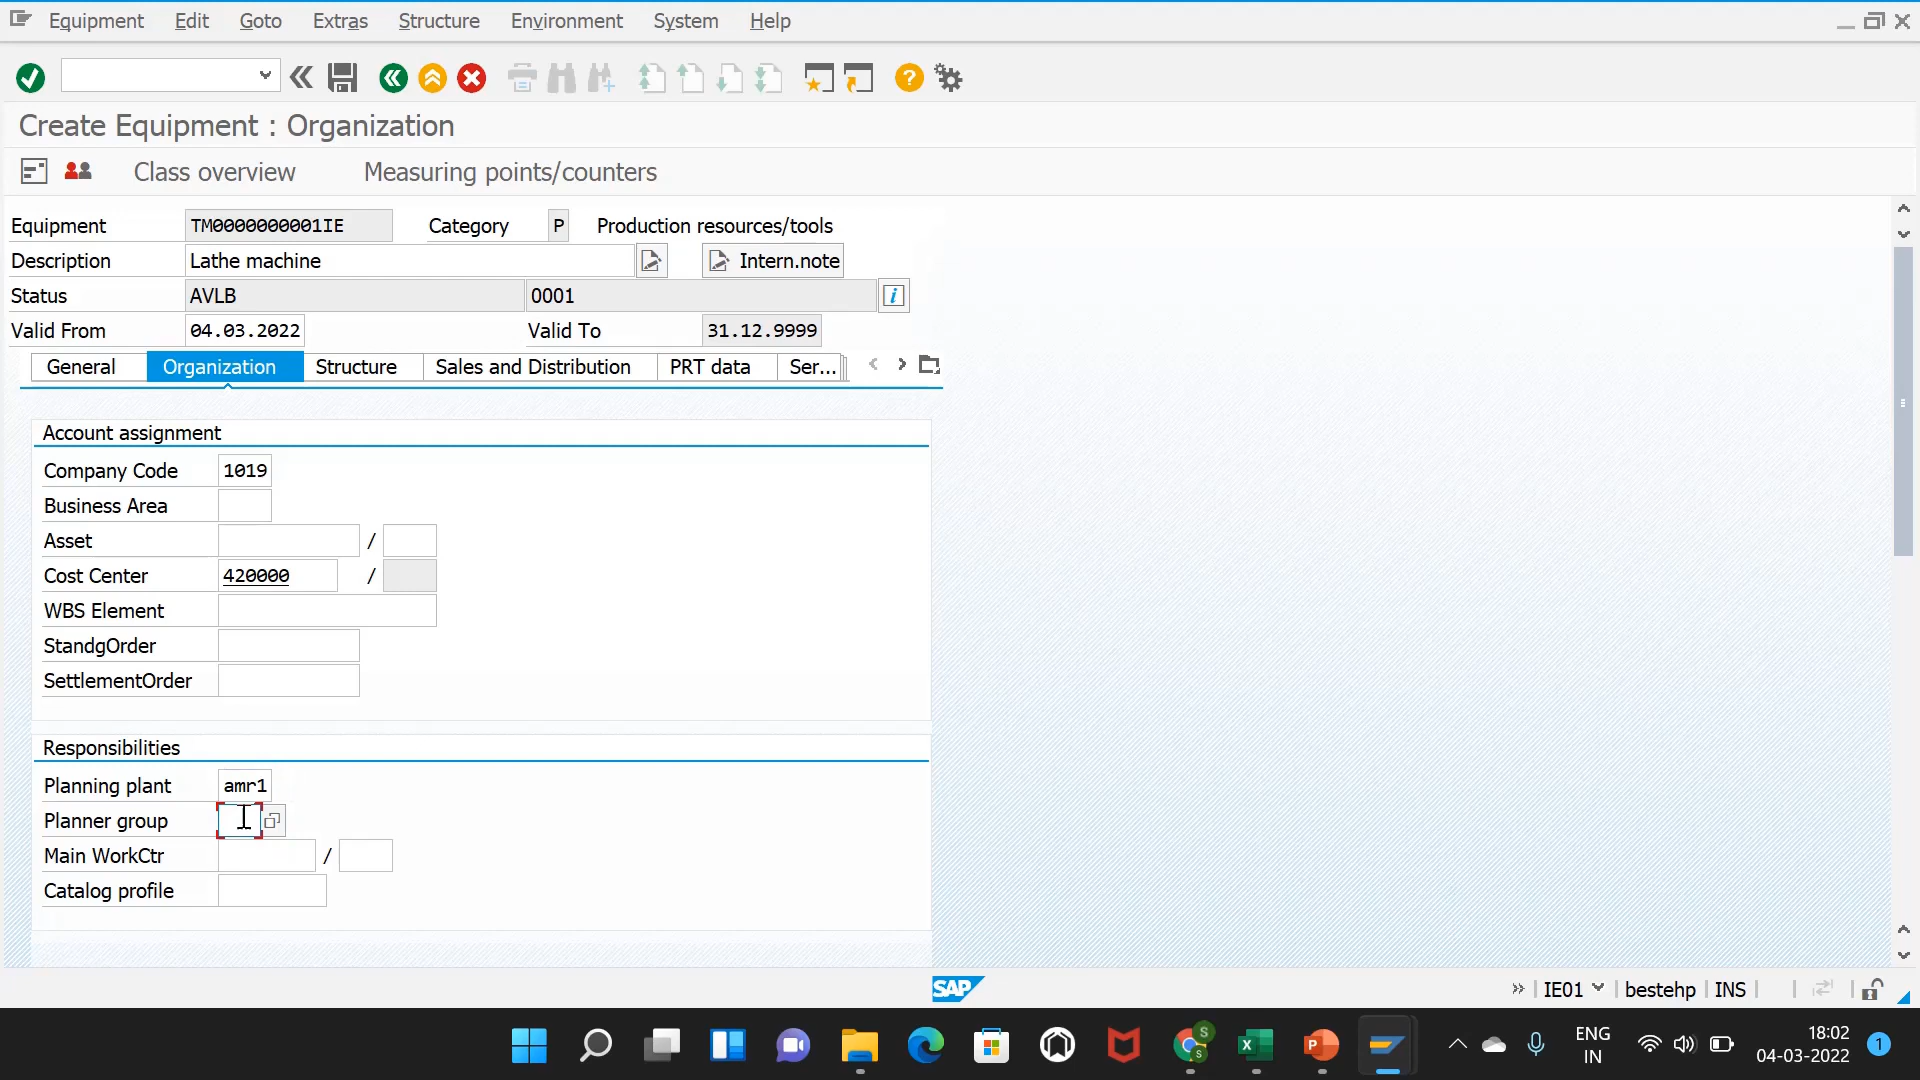 Equipment Edit Goto Extras Structure Environment System Help
Create Equipment : Organization
Class overview Measuring points/counters
Equipment TM0000000001IE Category P Production resources/tools
Description Lathe machine Intern.note
Status AVLB 0001
Valid From 04.03.2022 Valid To 31.12.9999
General Organization Structure Sales and Distribution PRT data Ser...
Account assignment
Company Code 1019
Business Area
Asset /
Cost Center 420000 /
WBS Element
StandgOrder
SettlementOrder
Responsibilities
Planning plant amr1
Planner group
Main WorkCtr /
Catalog profile
SAP IE01 bestehp INS
ENG 18:02
IN 04-03-2022 1